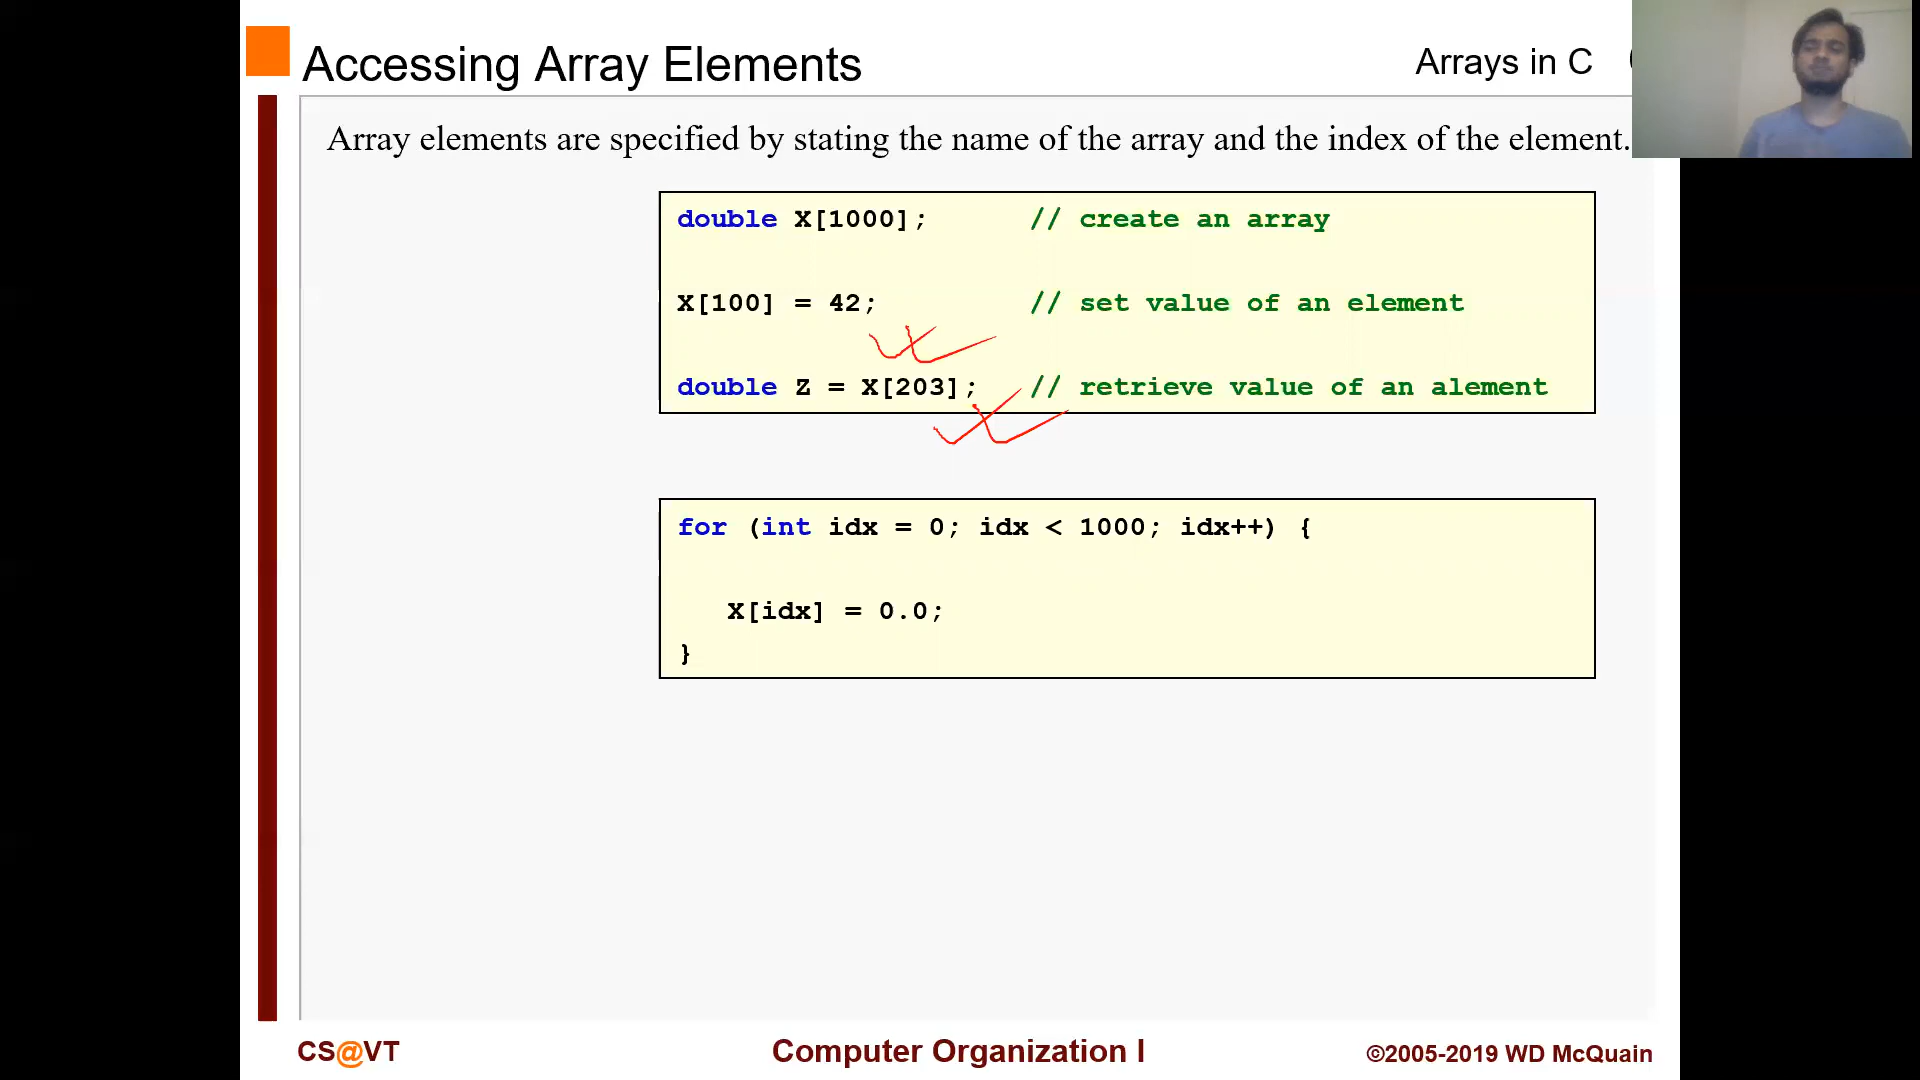 Accessing Array Elements
Arrays in C
Array elements are specified by stating the name of the array and the index of the element.
double X[1000]; // create an array
X[100] = 42; // set value of an element
double Z = X[203]; // retrieve value of an alement
for (int idx = 0; idx < 1000; idx++) {
X[idx] = 0.0;
}
CS@VT
Computer Organization I
©2005-2019 WD McQuain